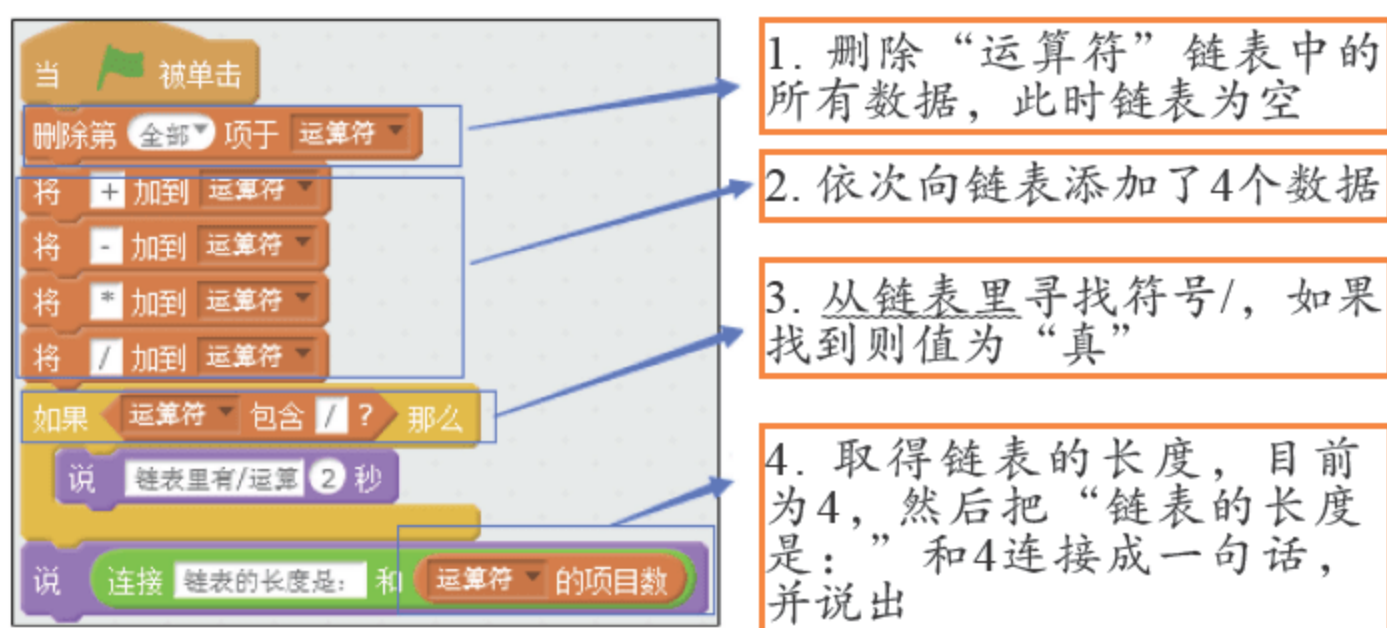 当 被单击
删除第 全部 项于 运算符
将 + 加到 运算符
将 - 加到 运算符
将 * 加到 运算符
将 / 加到 运算符
如果 运算符 包含 / ? 那么
说 链表里有/运算 2 秒
说 连接 链表的长度是: 和 运算符 的项目数
1. 删除“运算符”链表中的
所有数据，此时链表为空
2. 依次向链表添加了4个数据
3. 从链表里寻找符号/，如果
找到则值为“真”
4. 取得链表的长度，目前
为4，然后把“链表的长度
是：”和4连接成一句话，
并说出